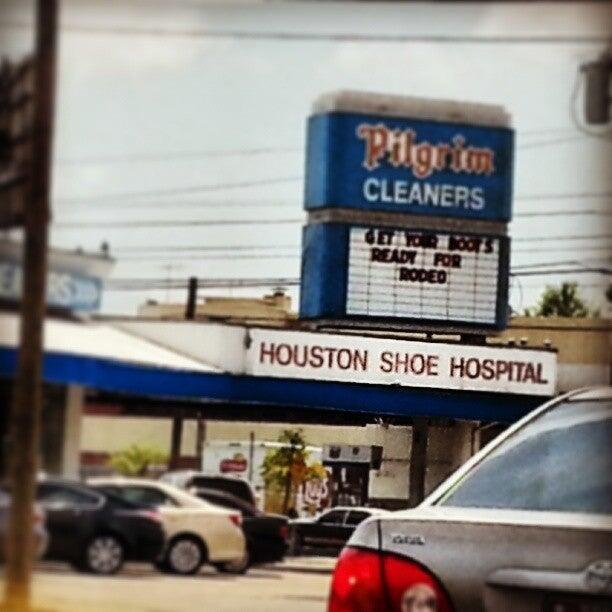 Pilgrim
CLEANERS
GET YOUR BOOTS
READY FOR
RODEO
HOUSTON SHOE HOSPITAL